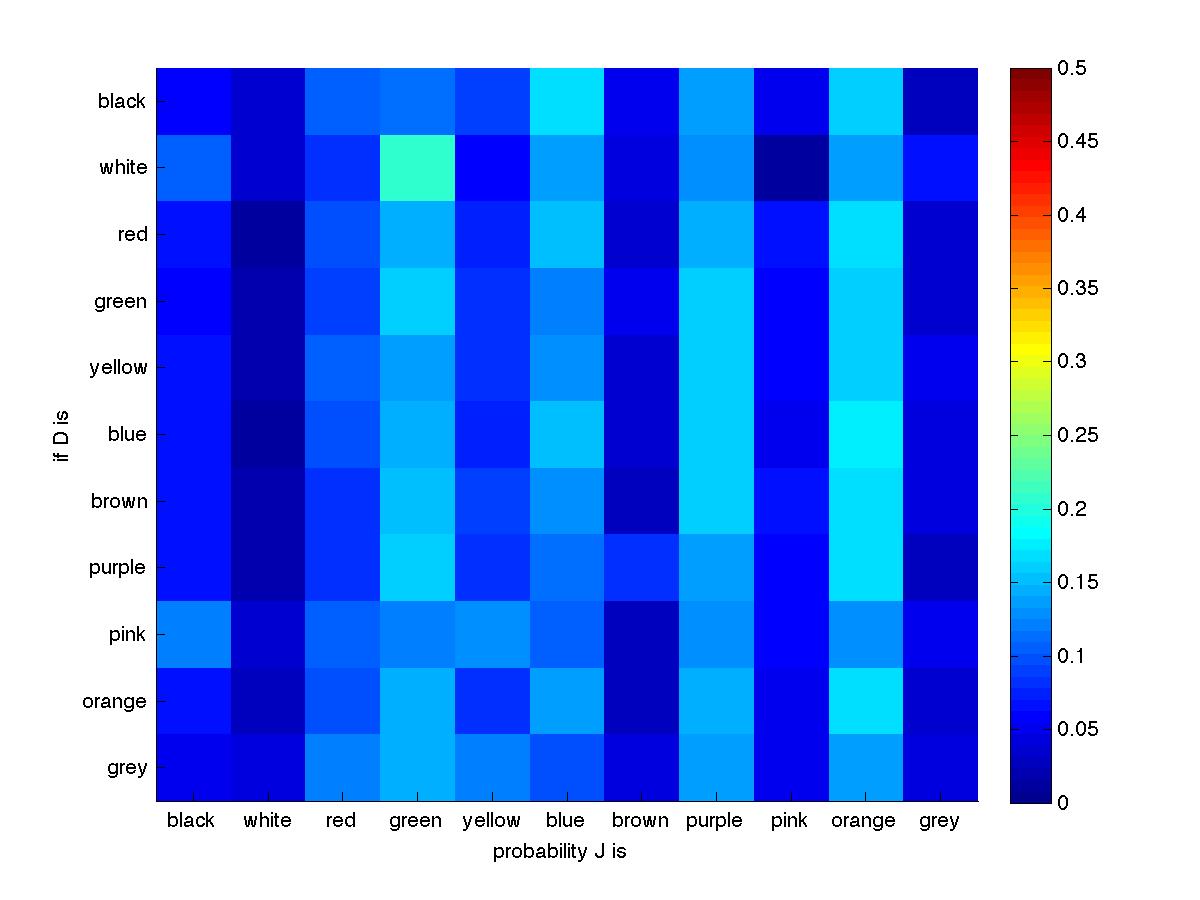 if D is
black
white
red
green
yellow
blue
brown
purple
pink
orange
grey
black white red green yellow blue brown purple pink orange grey
probability J is
0.5
0.45
0.4
0.35
0.3
0.25
0.2
0.15
0.1
0.05
0